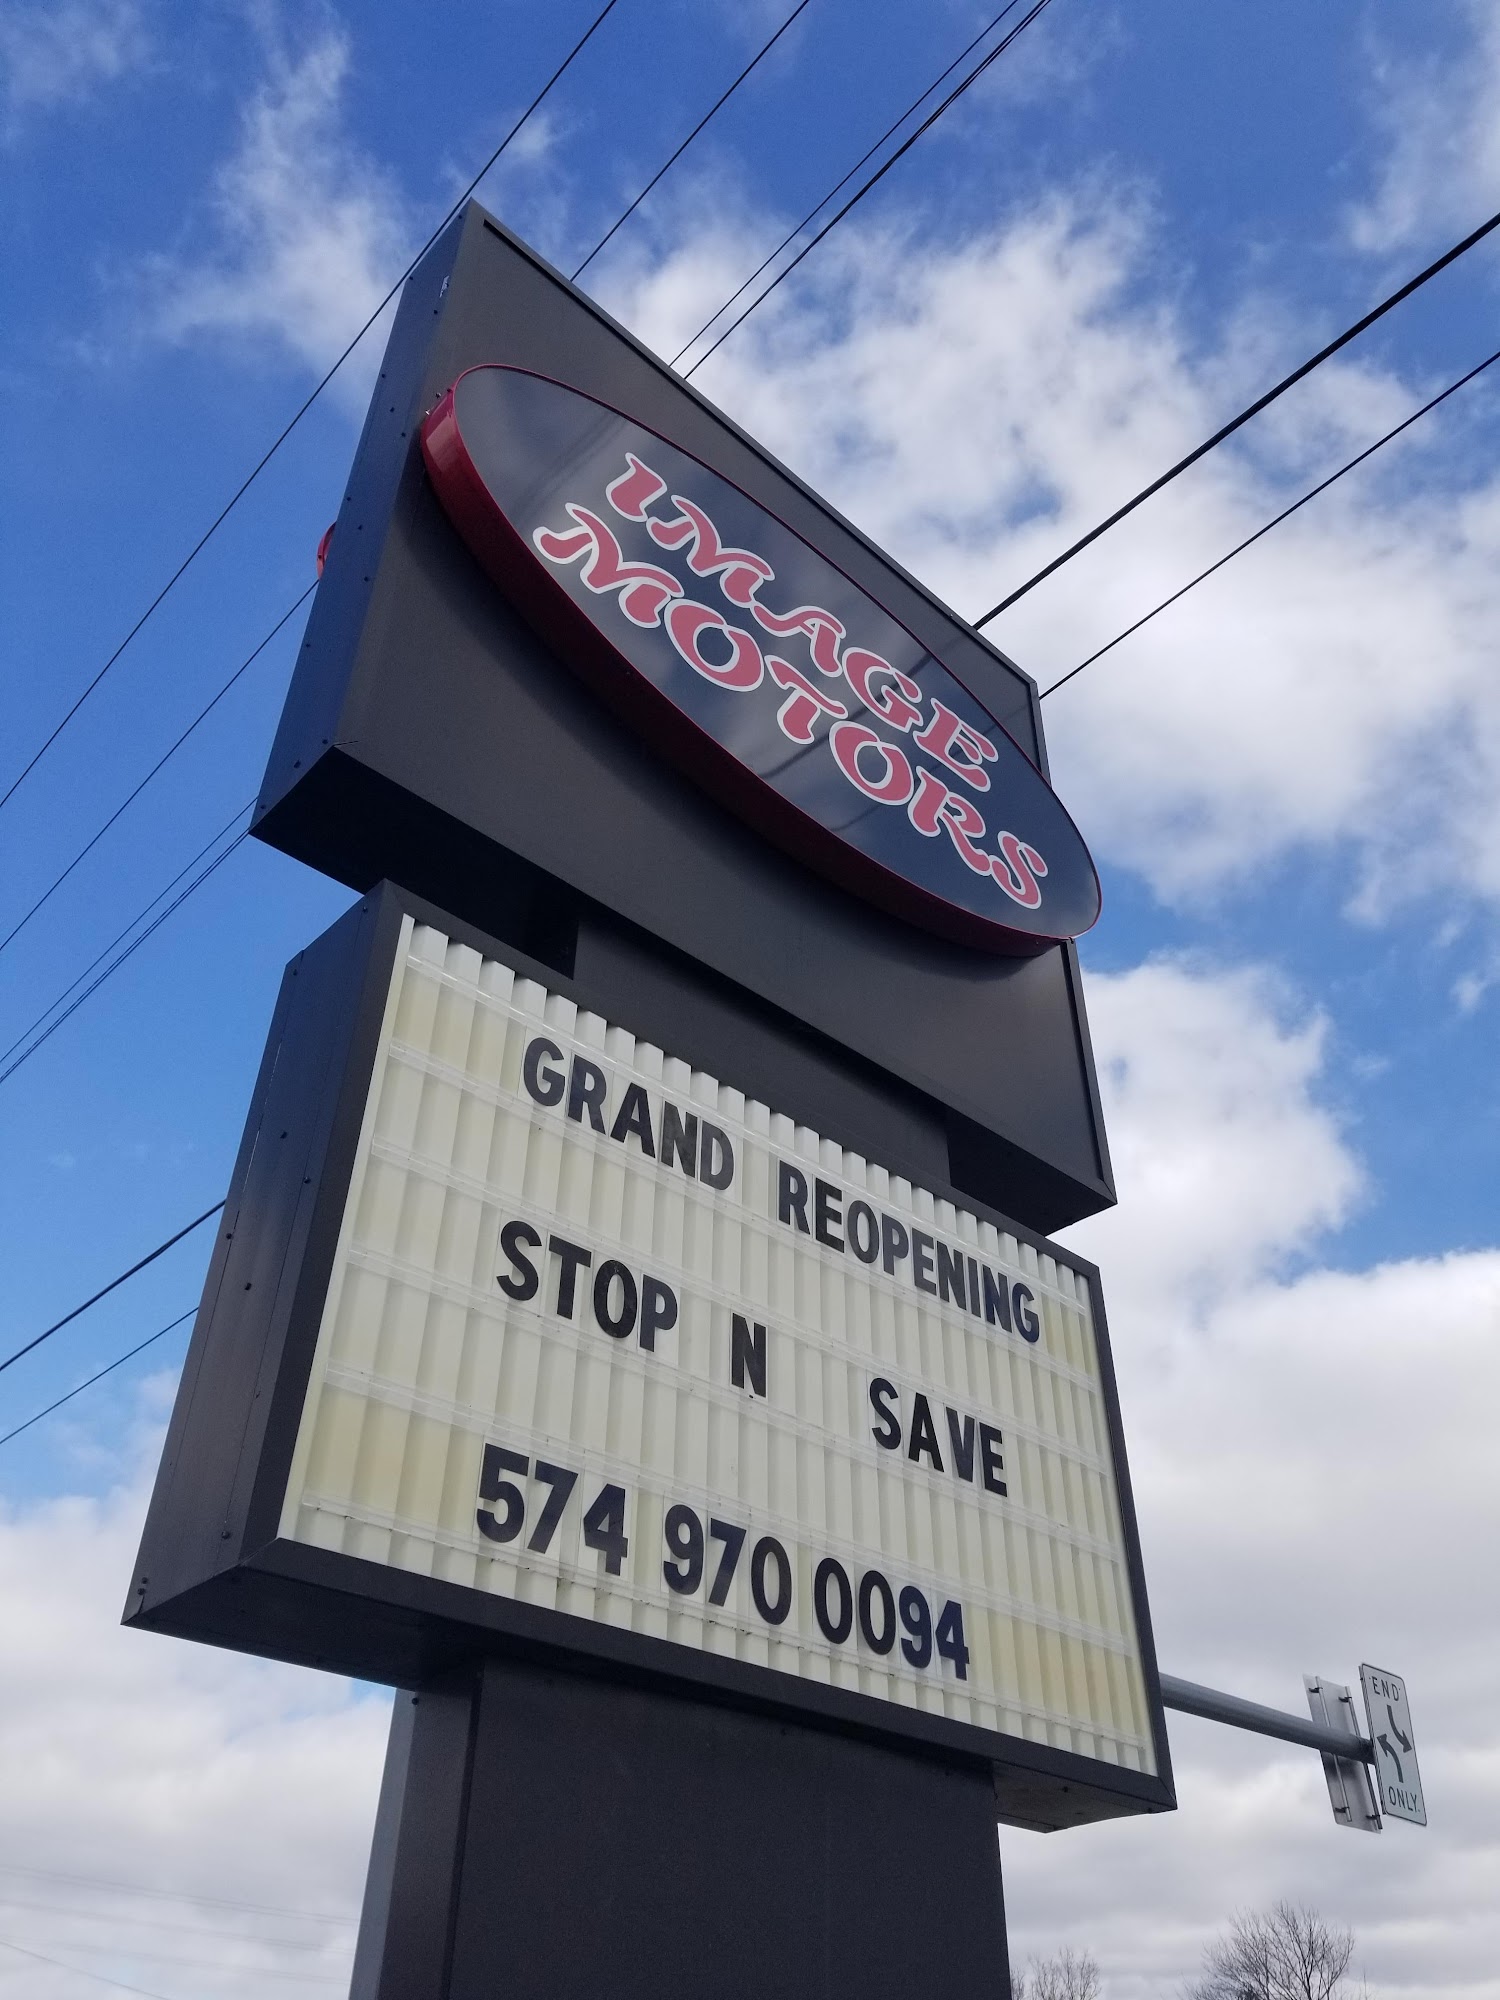 IMAGE
MOTORS
GRAND REOPENING
STOP N SAVE
574 970 0094
END
ONLY